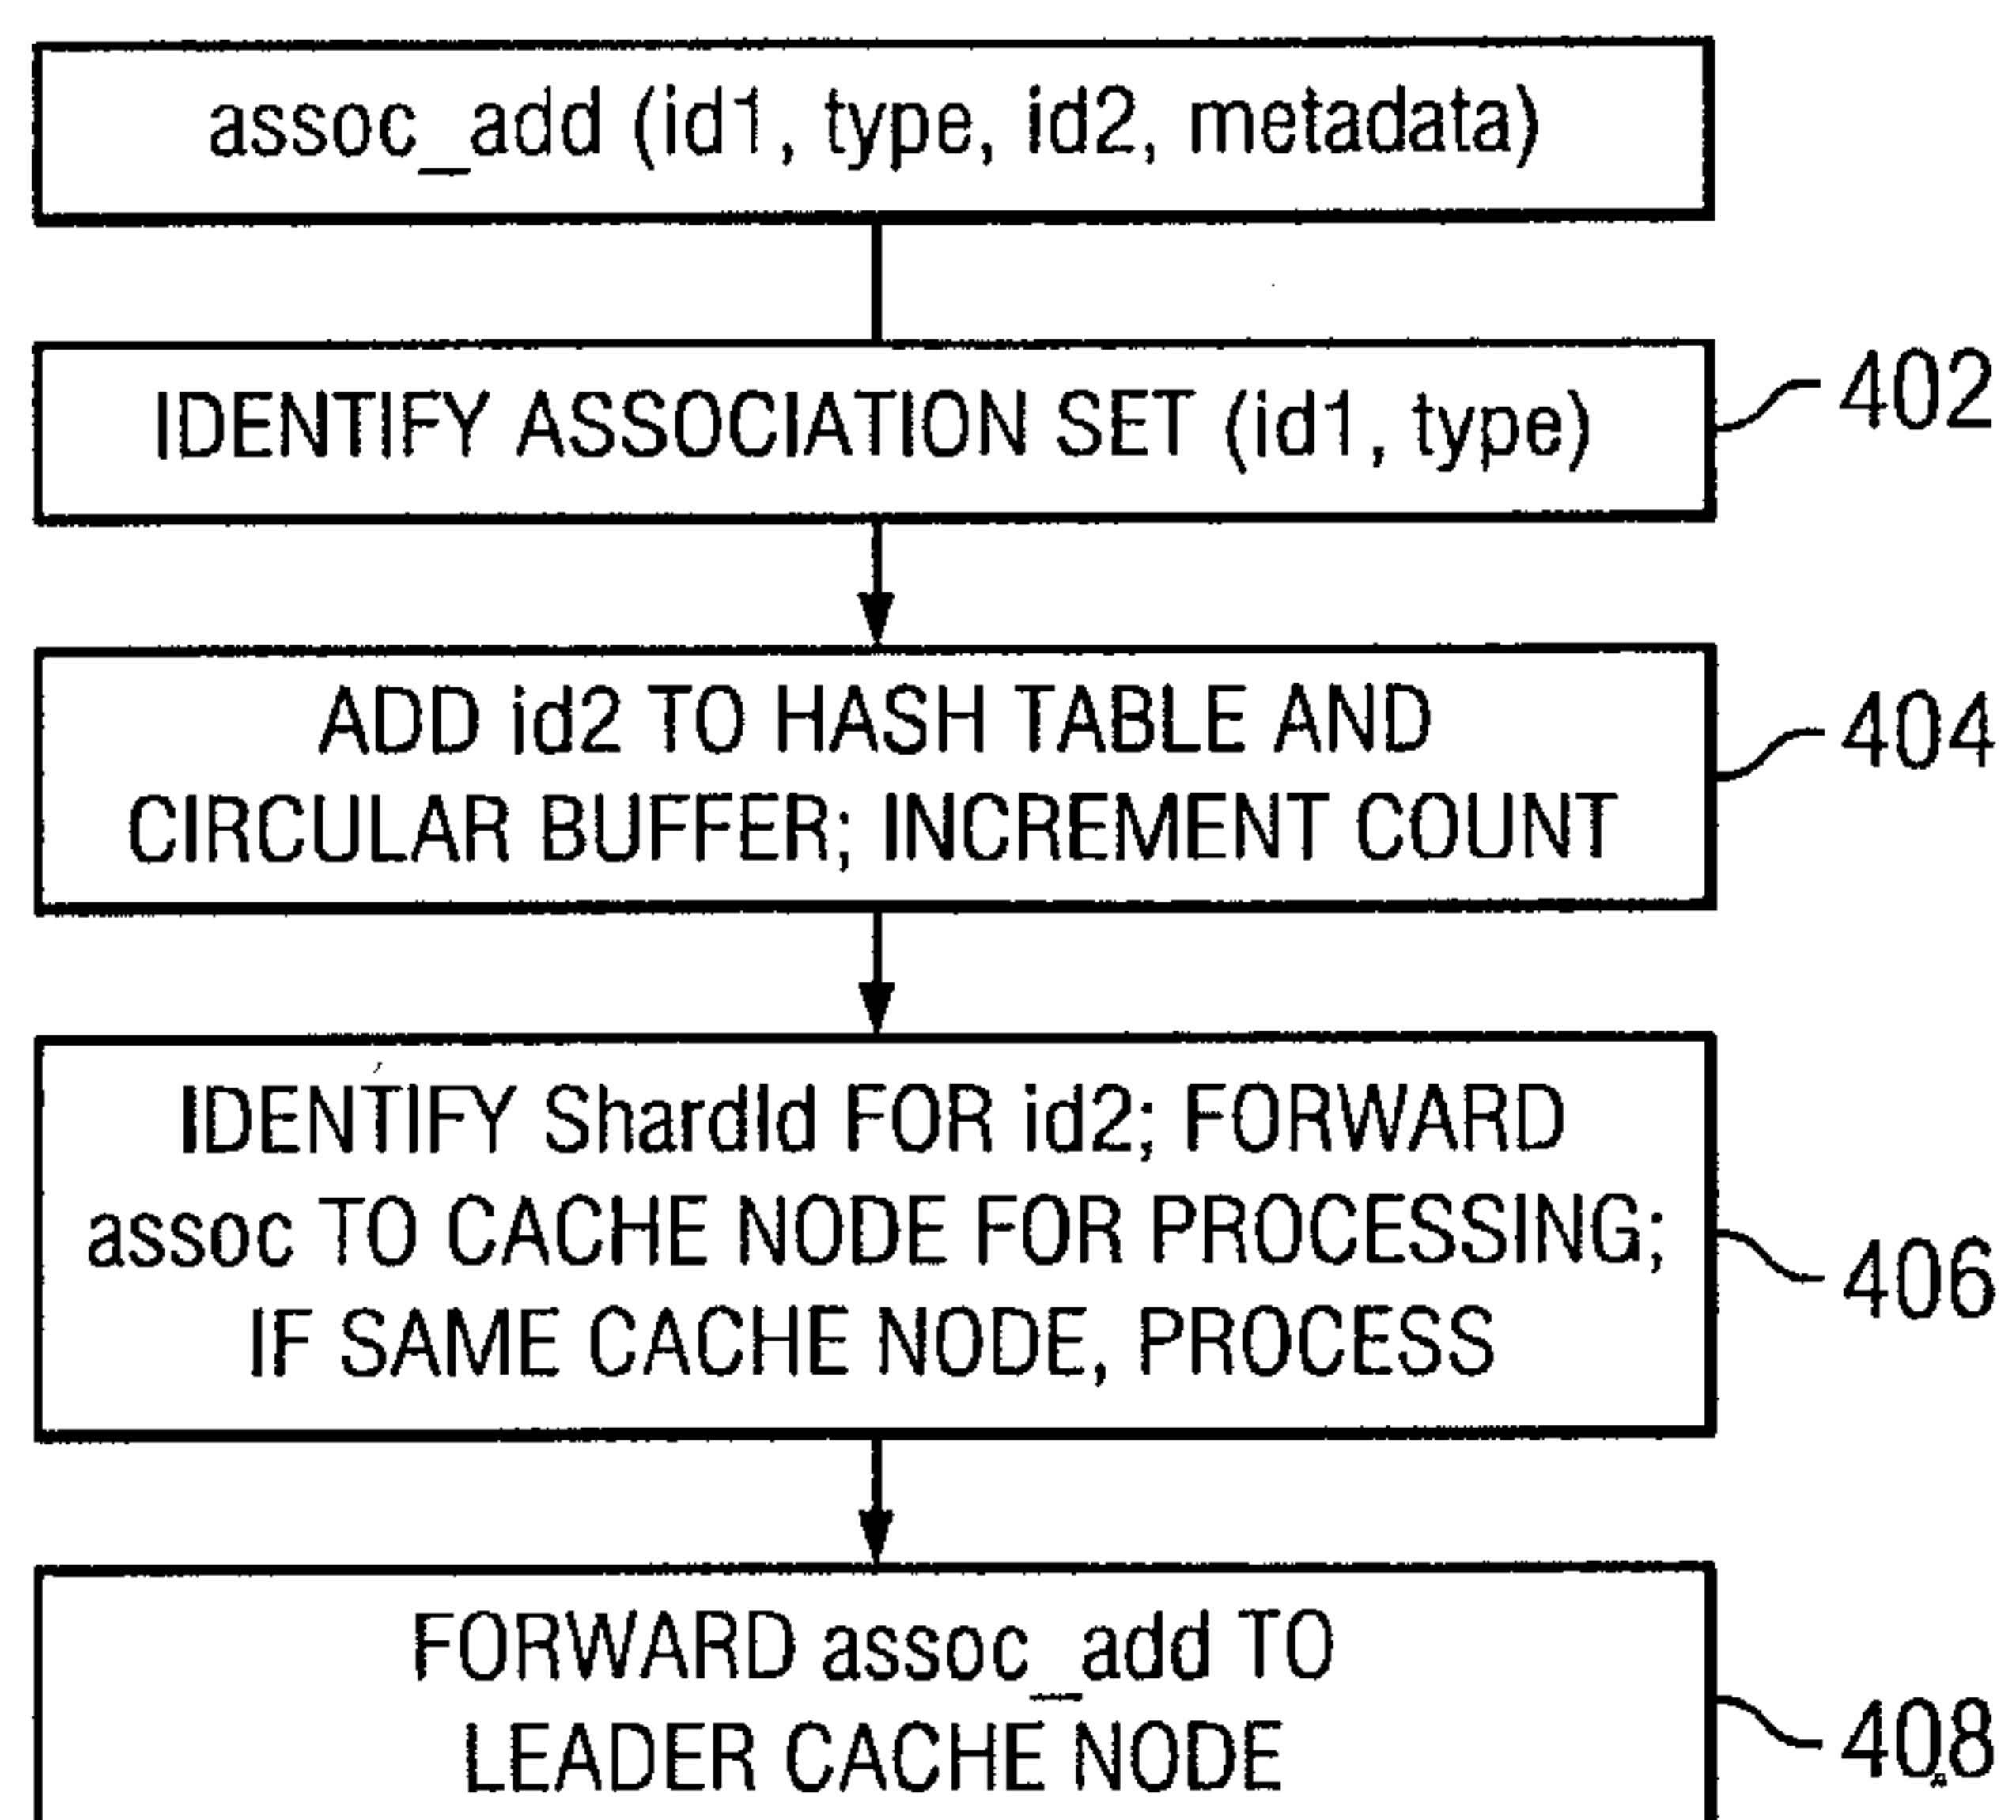 assoc_add (id1, type, id2, metadata)
IDENTIFY ASSOCIATION SET (id1, type)
402
ADD id2 TO HASH TABLE AND
CIRCULAR BUFFER; INCREMENT COUNT
404
IDENTIFY ShardId FOR id2; FORWARD
assoc TO CACHE NODE FOR PROCESSING;
IF SAME CACHE NODE, PROCESS
406
FORWARD assoc_add TO
LEADER CACHE NODE
408